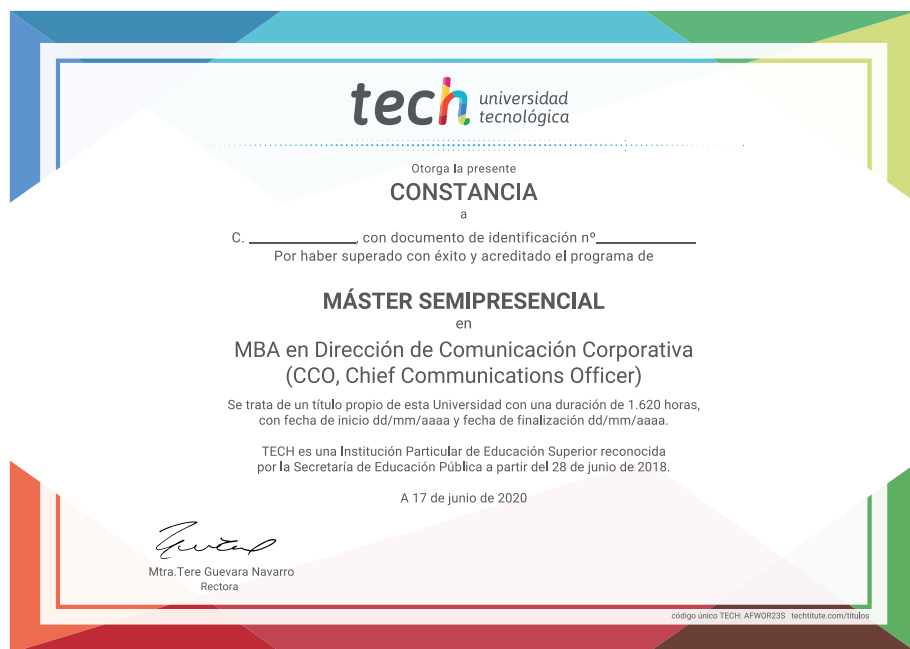 tech universidad
tecnológica
Otorga la presente
CONSTANCIA
a
C. ____________, con documento de identificación nº____________
Por haber superado con éxito y acreditado el programa de
MÁSTER SEMIPRESENCIAL
en
MBA en Dirección de Comunicación Corporativa
(CCO, Chief Communications Officer)
Se trata de un título propio de esta Universidad con una duración de 1.620 horas,
con fecha de inicio dd/mm/aaaa y fecha de finalización dd/mm/aaaa.
TECH es una Institución Particular de Educación Superior reconocida
por la Secretaría de Educación Pública a partir del 28 de junio de 2018.
A 17 de junio de 2020
Mtra.Tere Guevara Navarro
Rectora
código único TECH: AFWOR23S techtitute.com/titulos